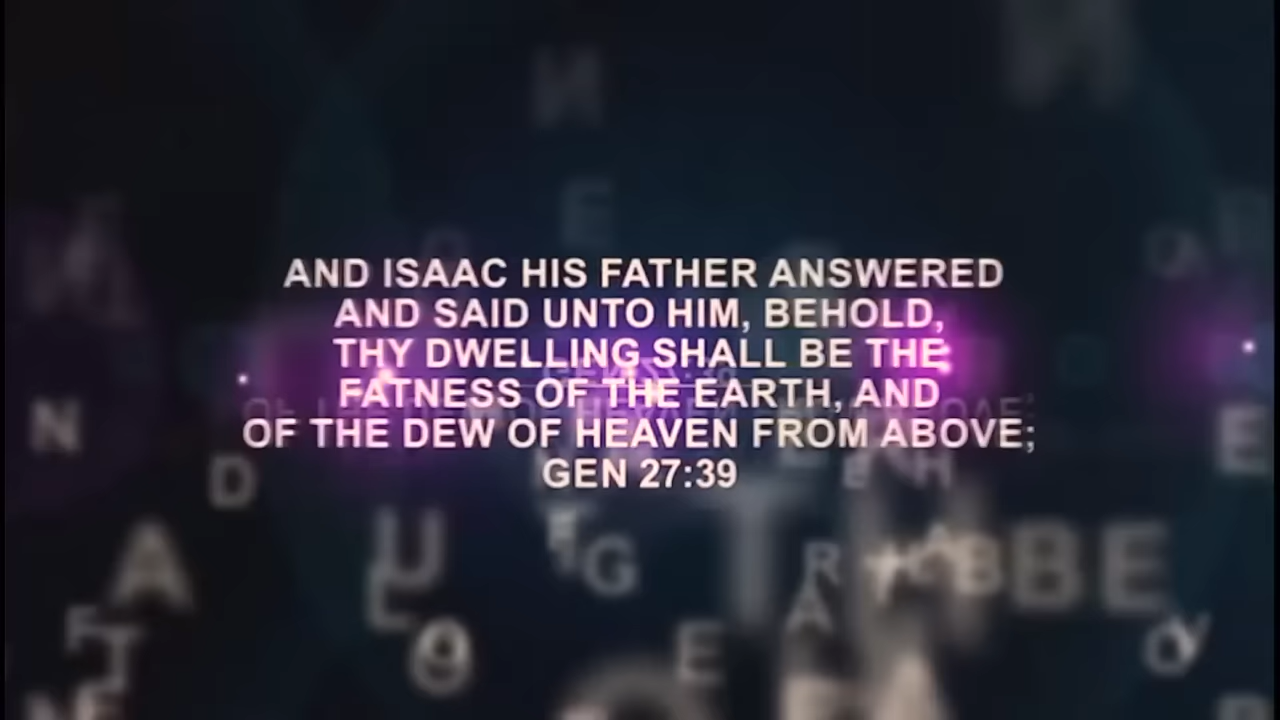 AND ISAAC HIS FATHER ANSWERED
AND SAID UNTO HIM, BEHOLD,
THY DWELLING SHALL BE THE
FATNESS OF THE EARTH, AND
OF THE DEW OF HEAVEN FROM ABOVE;
GEN 27:39